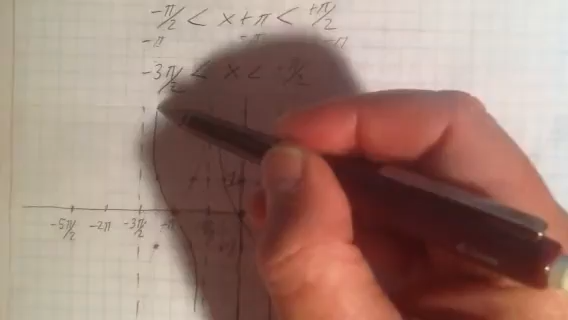 -π/2 < x+π < +π/2
-π -π -π
-3π/2 < x < -π/2
-5π/2 -2π -3π/2 -π